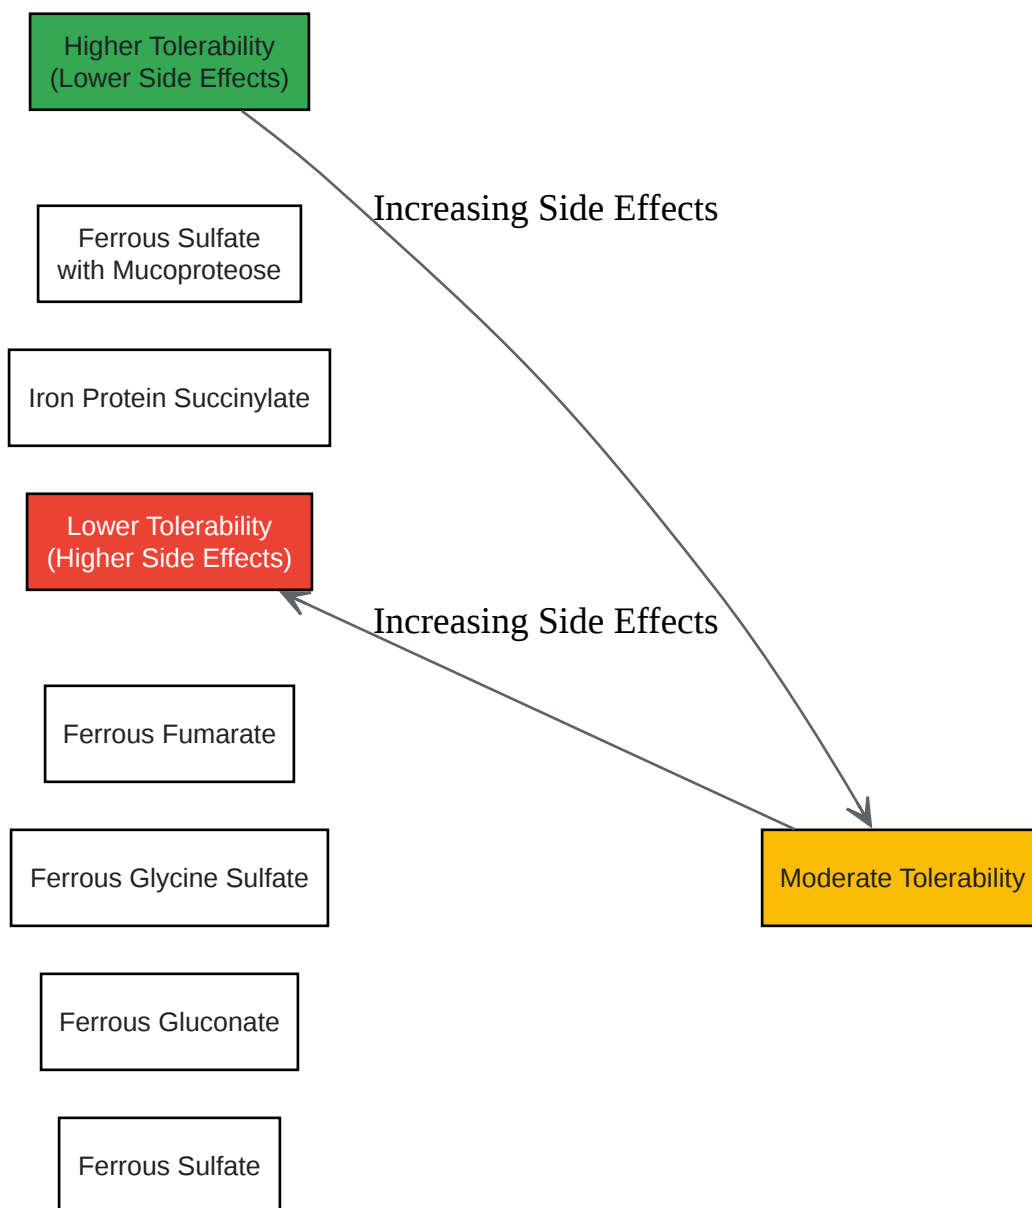 Higher Tolerability
(Lower Side Effects)
Increasing Side Effects
Ferrous Sulfate
with Mucoproteose
Iron Protein Succinylate
Lower Tolerability
(Higher Side Effects)
Increasing Side Effects
Ferrous Fumarate
Ferrous Glycine Sulfate
Moderate Tolerability
Ferrous Gluconate
Ferrous Sulfate